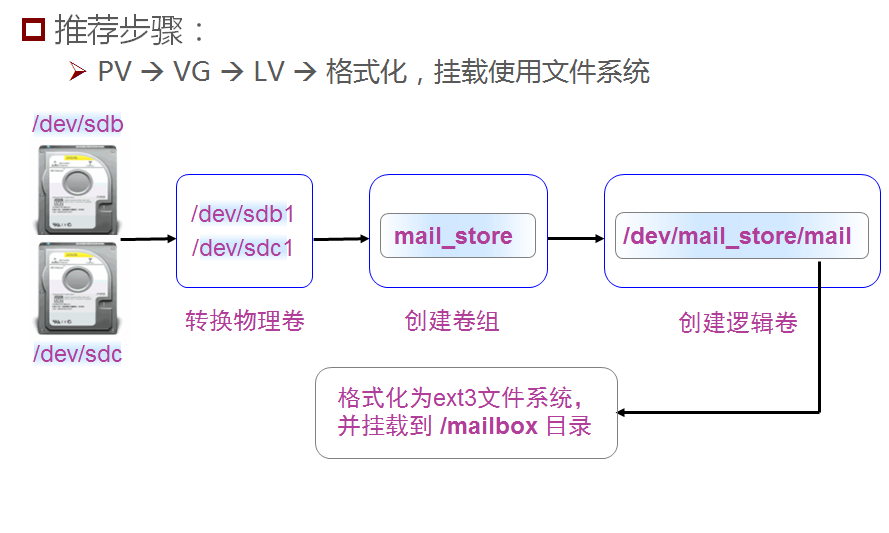 推荐步骤：
PV → VG → LV → 格式化，挂载使用文件系统
/dev/sdb
/dev/sdc
/dev/sdb1
/dev/sdc1
转换物理卷
mail_store
创建卷组
/dev/mail_store/mail
创建逻辑卷
格式化为ext3文件系统,
并挂载到 /mailbox 目录